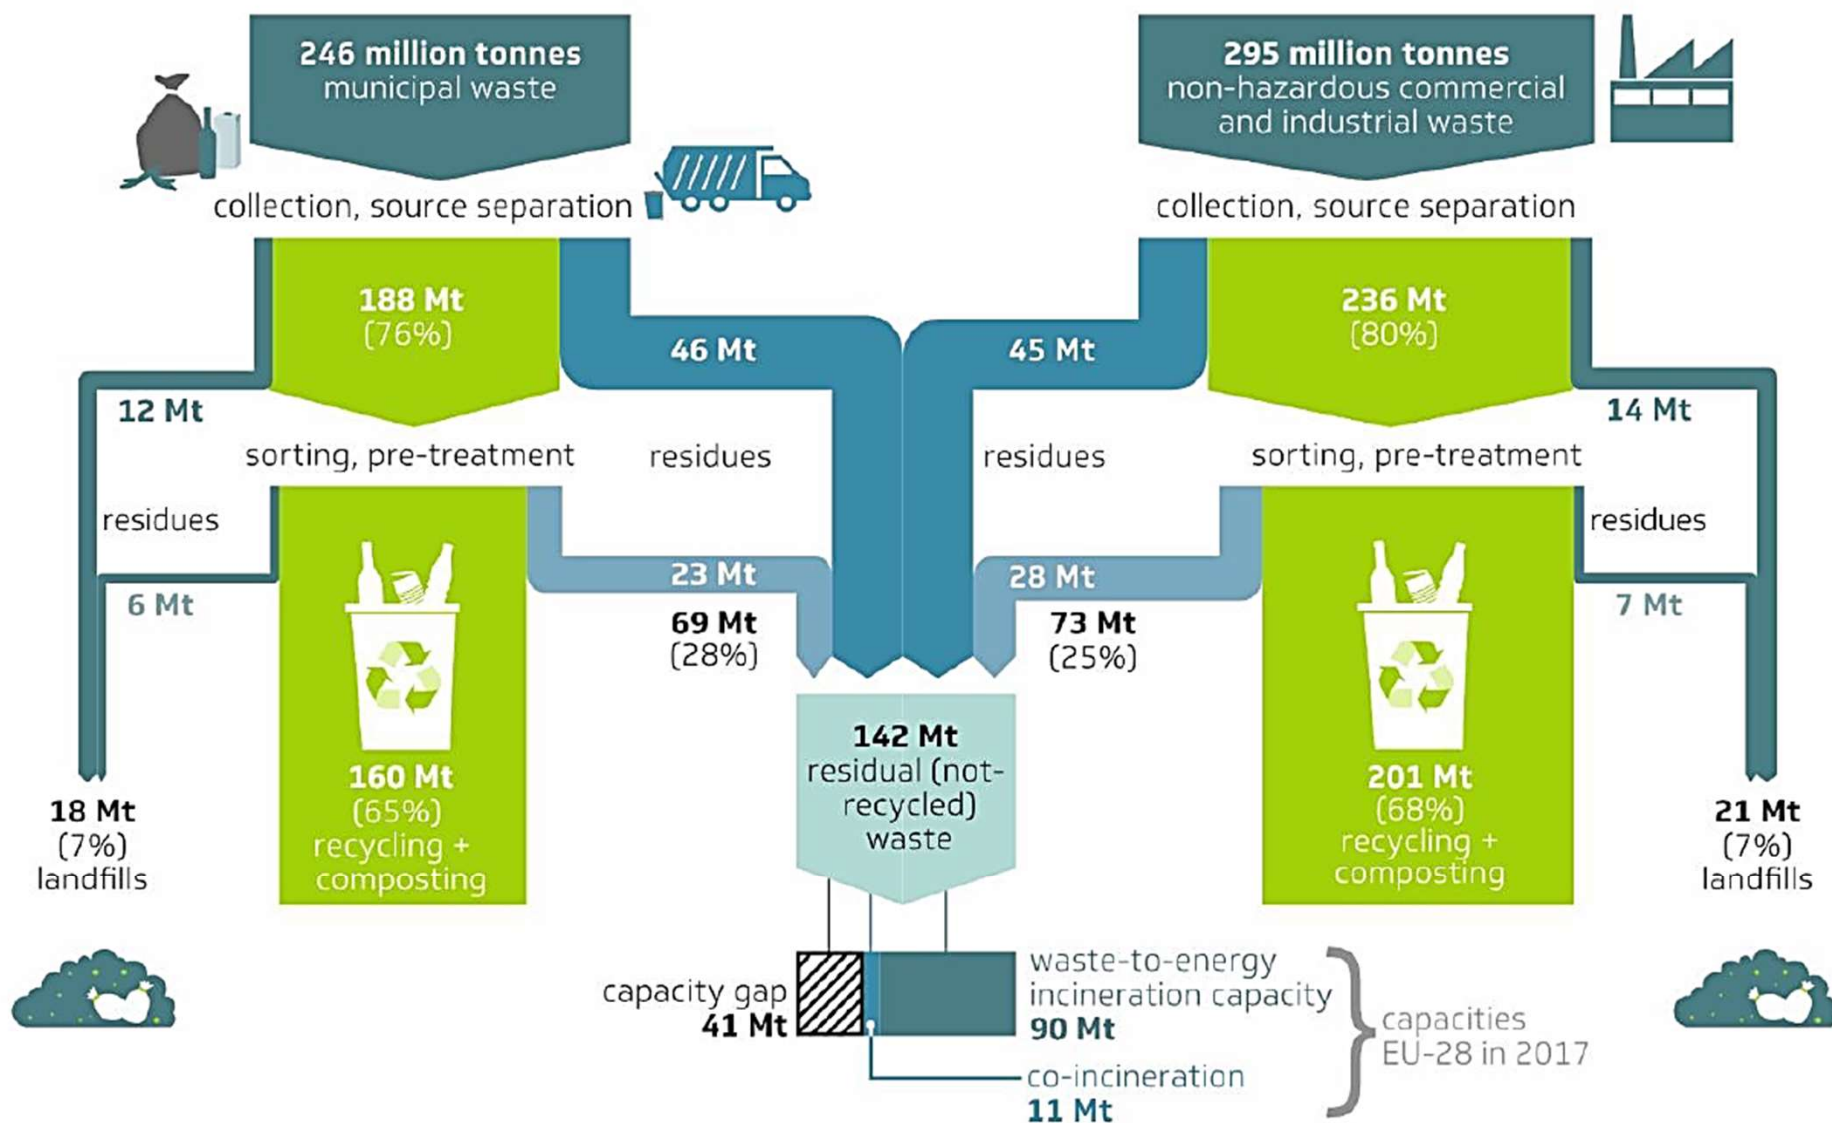 246 million tonnes
municipal waste
295 million tonnes
non-hazardous commercial
and industrial waste
collection, source separation
collection, source separation
188 Mt
(76%)
46 Mt
45 Mt
236 Mt
(80%)
12 Mt
14 Mt
sorting, pre-treatment
residues
residues
sorting, pre-treatment
residues
residues
6 Mt
23 Mt
69 Mt
(28%)
28 Mt
73 Mt
(25%)
7 Mt
142 Mt
residual (not-
recycled)
waste
160 Mt
(65%)
recycling +
composting
201 Mt
(68%)
recycling +
composting
18 Mt
(7%)
landfills
21 Mt
(7%)
landfills
capacity gap
41 Mt
waste-to-energy
incineration capacity
90 Mt
co-incineration
11 Mt
capacities
EU-28 in 2017